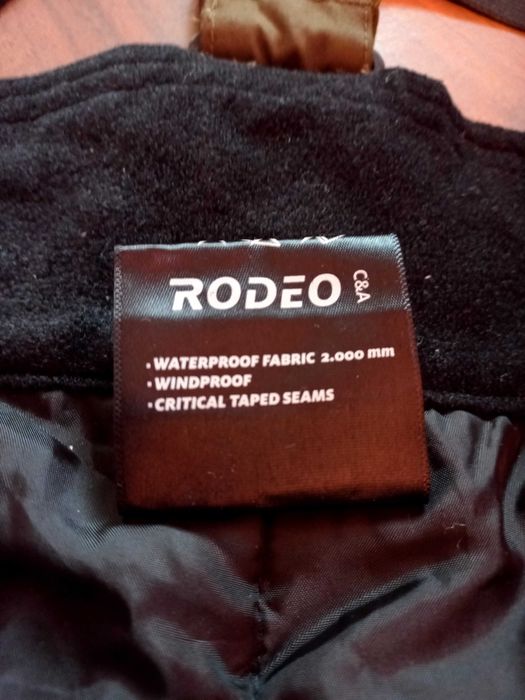 RODEO
C&A
• WATERPROOF FABRIC 2.000 mm
• WINDPROOF
• CRITICAL TAPED SEAMS